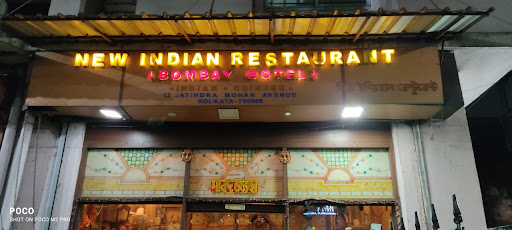 NEW INDIAN RESTAURANT
(BOMBAY HOTEL)
• INDIAN • CHINESE •
12 JATINDRA MOHAN AVENUE
KOLKATA-700006
নিউ ইন্ডিয়ান রেস্টুরেন্ট
POCO
SHOT ON POCO M2 PRO